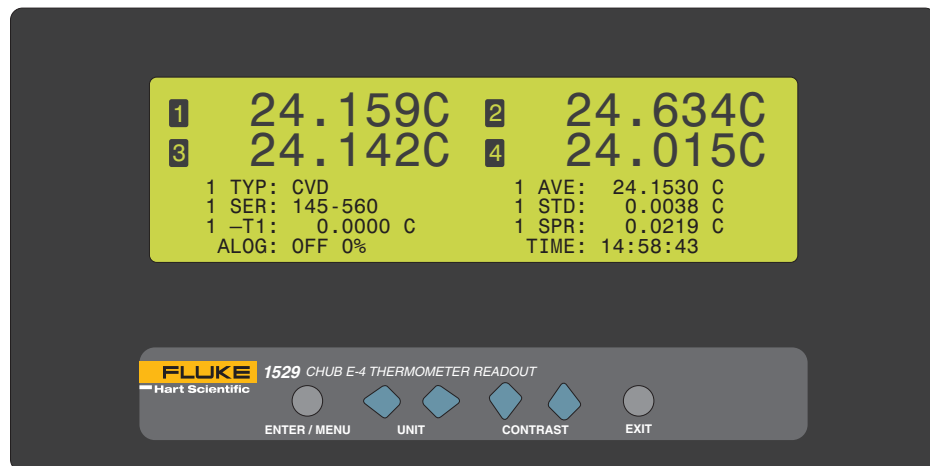 1 24.159C 2 24.634C
3 24.142C 4 24.015C
1 TYP: CVD 1 AVE: 24.1530 C
1 SER: 145-560 1 STD: 0.0038 C
1 –T1: 0.0000 C 1 SPR: 0.0219 C
ALOG: OFF 0% TIME: 14:58:43
FLUKE 1529 CHUB E-4 THERMOMETER READOUT
Hart Scientific
ENTER / MENU UNIT CONTRAST EXIT